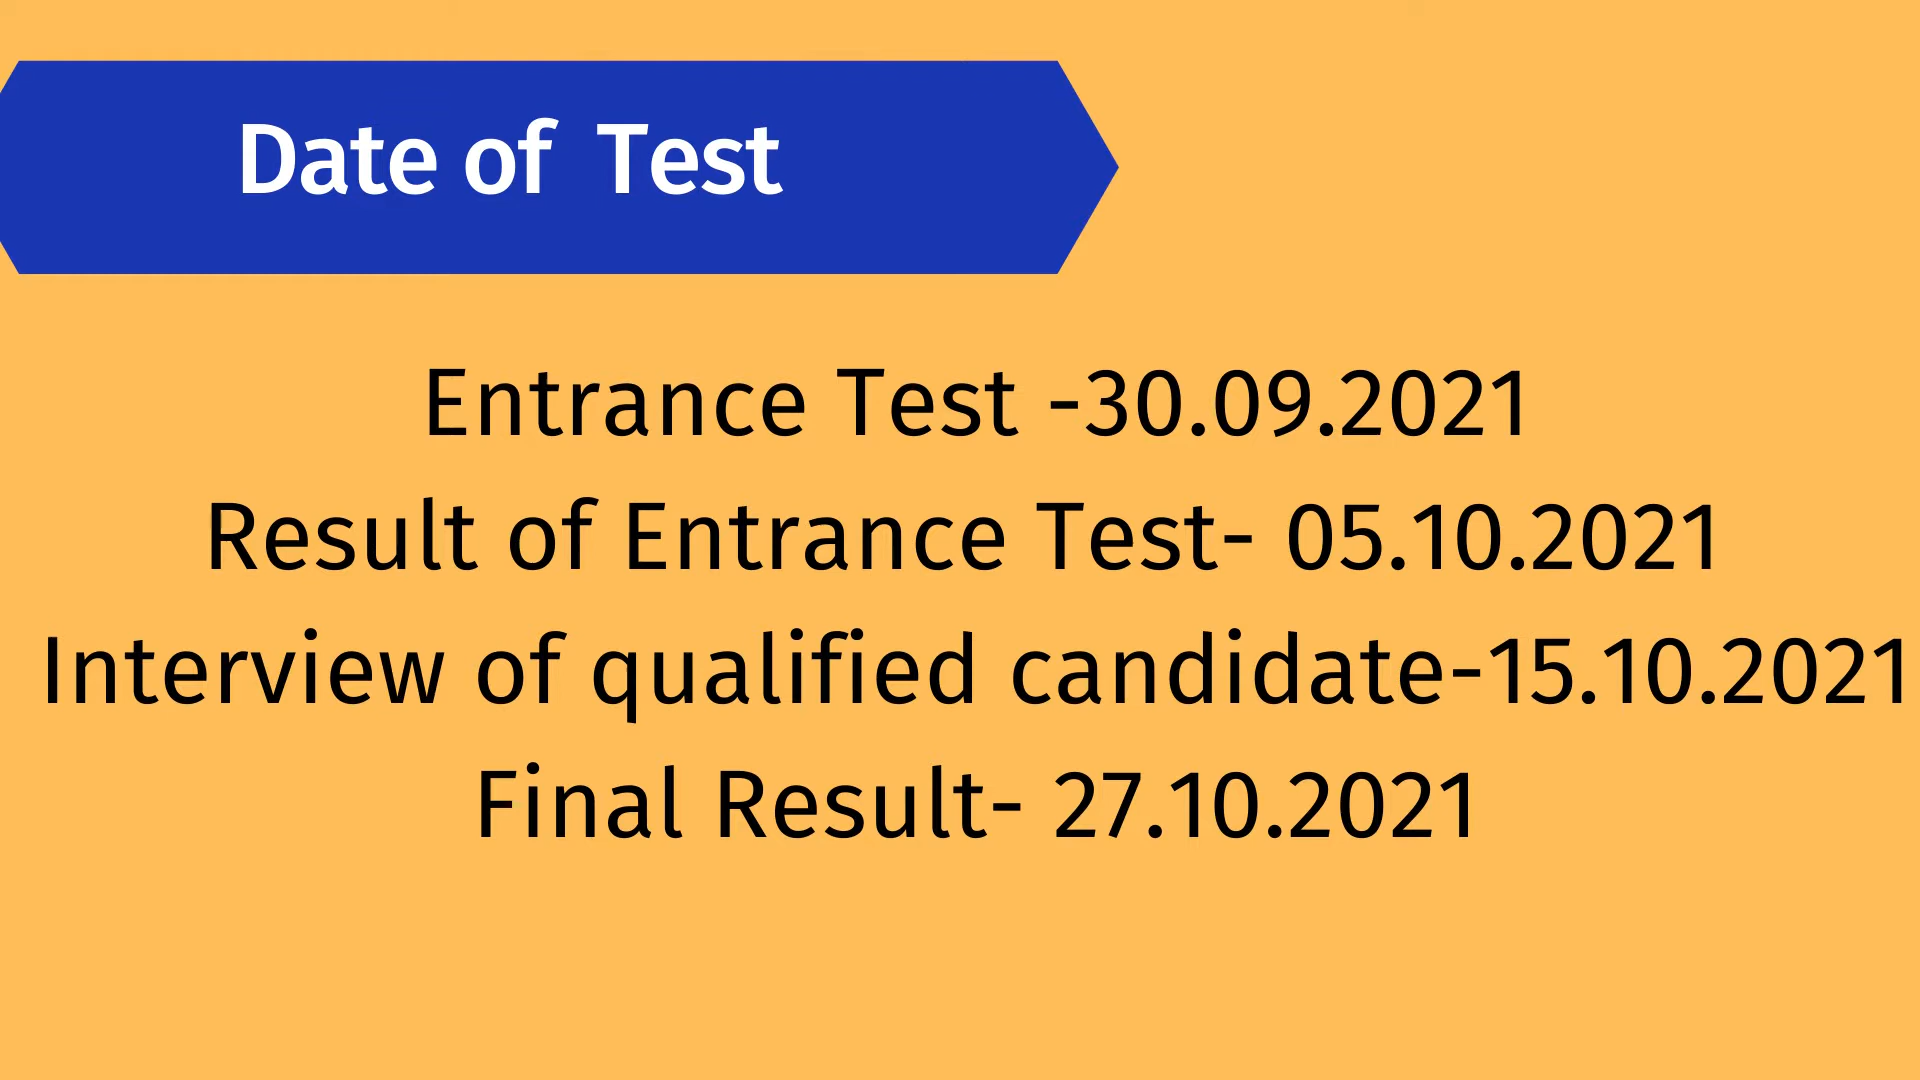 Date of Test
Entrance Test -30.09.2021
Result of Entrance Test- 05.10.2021
Interview of qualified candidate-15.10.2021
Final Result- 27.10.2021